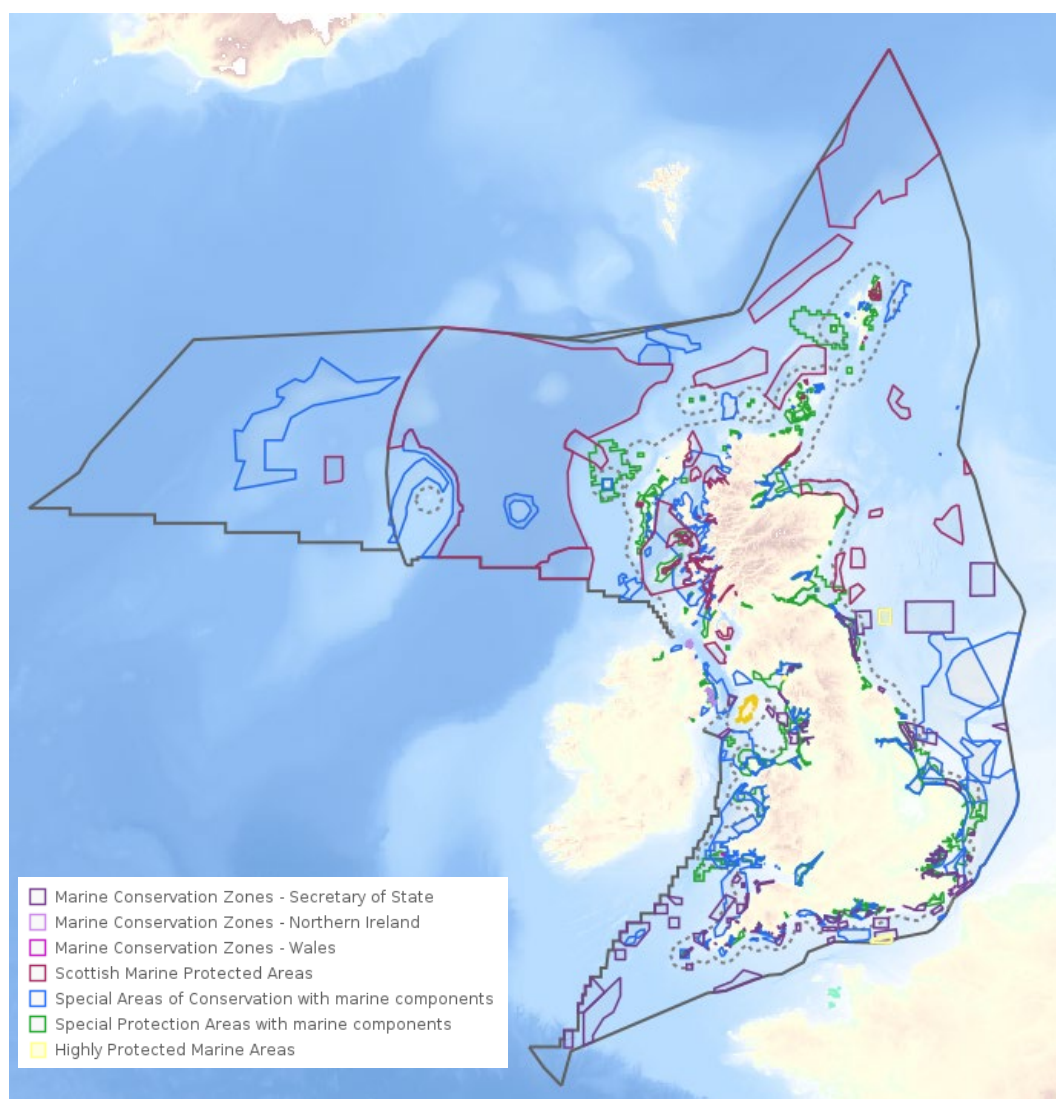 Marine Conservation Zones - Secretary of State
Marine Conservation Zones - Northern Ireland
Marine Conservation Zones - Wales
Scottish Marine Protected Areas
Special Areas of Conservation with marine components
Special Protection Areas with marine components
Highly Protected Marine Areas